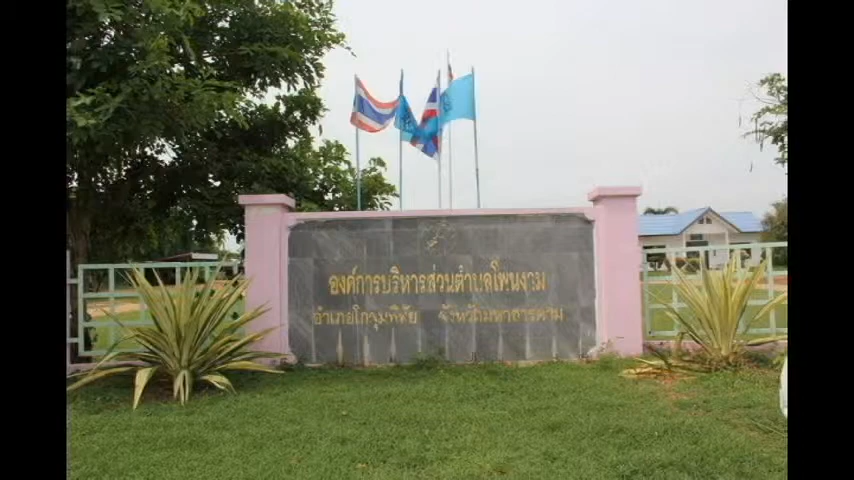 องค์การบริหารส่วนตำบลโพนงาม
อำเภอโกสุมพิสัย จังหวัดมหาสารคาม